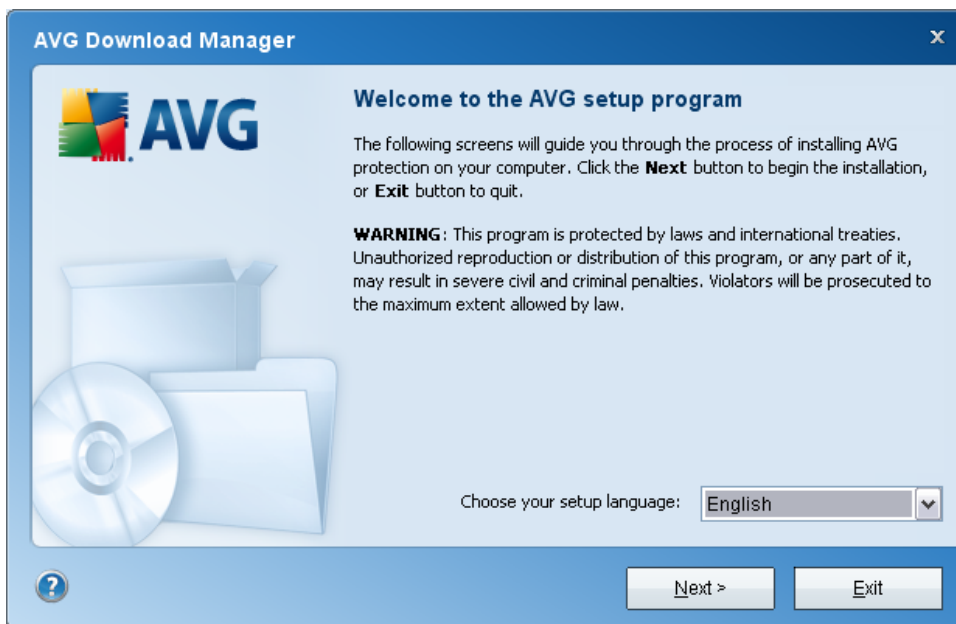 AVG Download Manager
x
AVG
Welcome to the AVG setup program
The following screens will guide you through the process of installing AVG
protection on your computer. Click the Next button to begin the installation,
or Exit button to quit.
WARNING: This program is protected by laws and international treaties.
Unauthorized reproduction or distribution of this program, or any part of it,
may result in severe civil and criminal penalties. Violators will be prosecuted to
the maximum extent allowed by law.
Choose your setup language: English
? Next > Exit